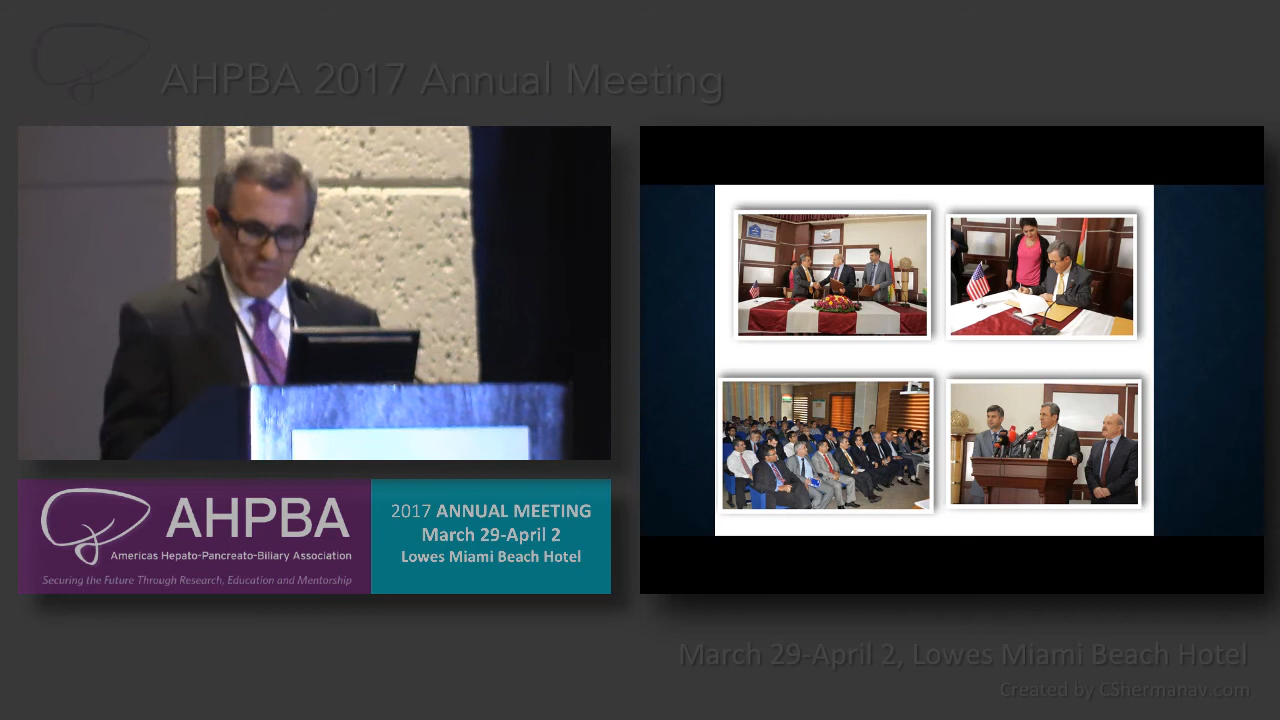 AHPBA 2017 Annual Meeting
AHPBA
Americas Hepato-Pancreato-Biliary Association
Securing the Future Through Research, Education and Mentorship
2017 ANNUAL MEETING
March 29-April 2
Lowes Miami Beach Hotel
March 29-April 2, Lowes Miami Beach Hotel
Created by CShermanav.com